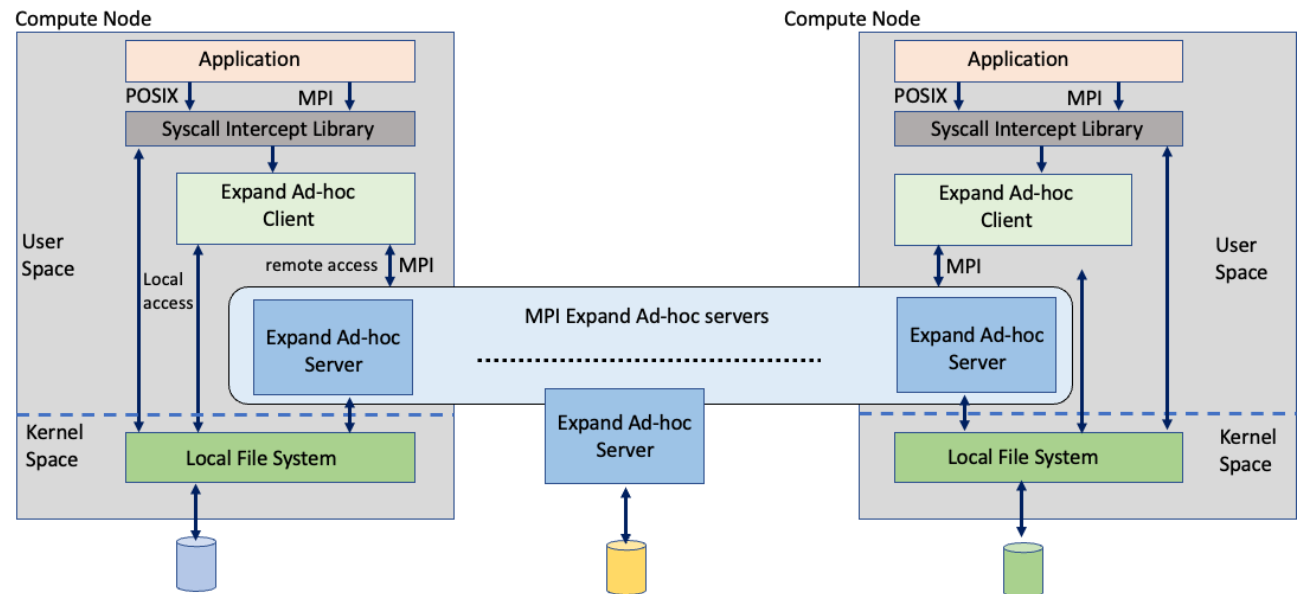 Compute Node
Application
POSIX
MPI
Syscall Intercept Library
Expand Ad-hoc
Client
User
Space
Local
access
remote access
MPI
Expand Ad-hoc
Server
Kernel
Space
Local File System
MPI Expand Ad-hoc servers
Expand Ad-hoc
Server
Compute Node
Application
POSIX
MPI
Syscall Intercept Library
Expand Ad-hoc
Client
User
Space
MPI
Expand Ad-hoc
Server
Local File System
Kernel
Space